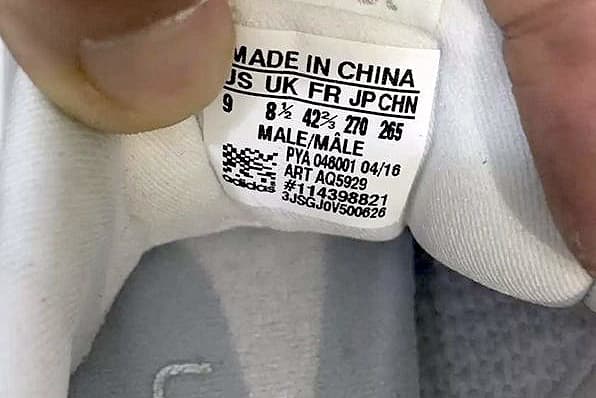 MADE IN CHINA
US UK FR JP CHN
9 8½ 42⅔ 270 265
MALE/MÂLE
PYA 046001 04/16
ART AQ5929
#114398821
3JSGJ0V500626
adidas